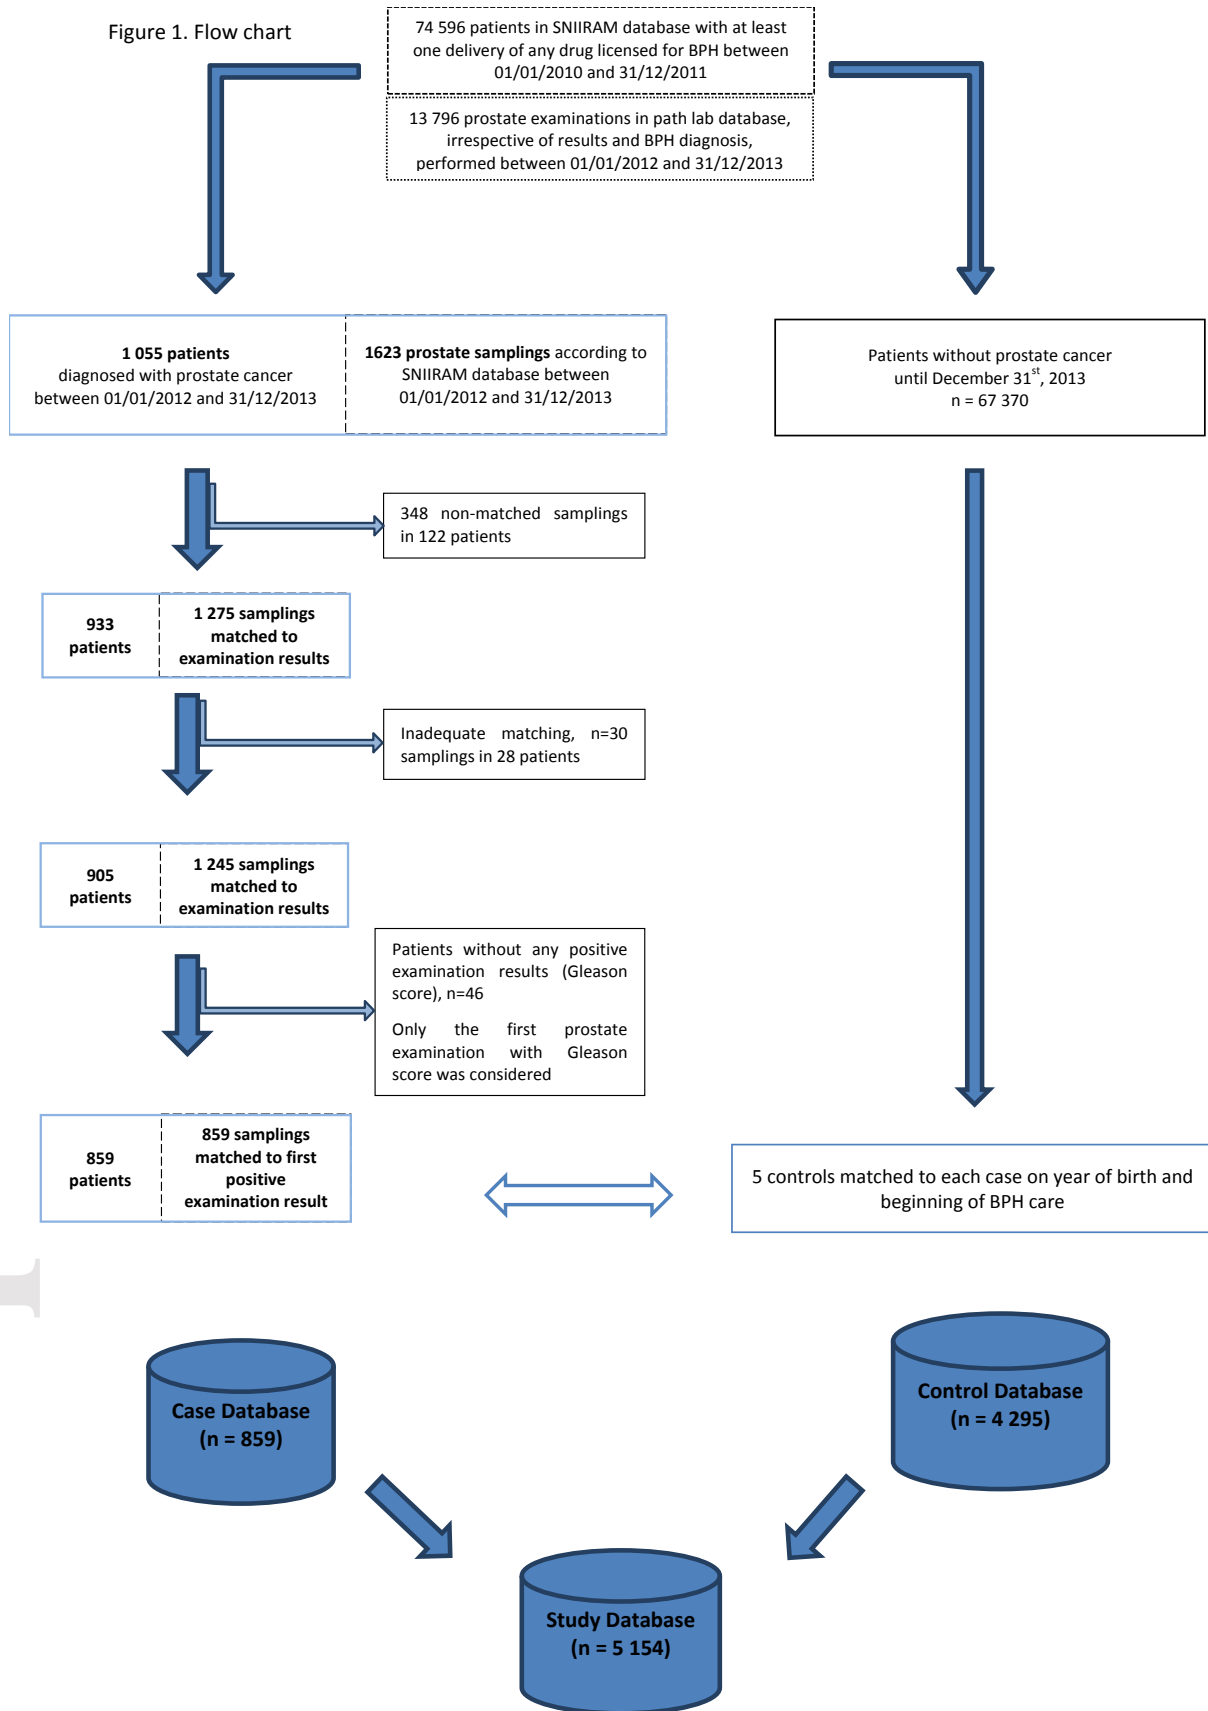 Figure 1. Flow chart
74 596 patients in SNIIRAM database with at least
one delivery of any drug licensed for BPH between
01/01/2010 and 31/12/2011
13 796 prostate examinations in path lab database,
irrespective of results and BPH diagnosis,
performed between 01/01/2012 and 31/12/2013
1 055 patients
diagnosed with prostate cancer
between 01/01/2012 and 31/12/2013
1623 prostate samplings according to
SNIIRAM database between
01/01/2012 and 31/12/2013
Patients without prostate cancer
until December 31st, 2013
n = 67 370
348 non-matched samplings
in 122 patients
933
patients
1 275 samplings
matched to
examination results
Inadequate matching, n=30
samplings in 28 patients
905
patients
1 245 samplings
matched to
examination results
Patients without any positive
examination results (Gleason
score), n=46
Only the first prostate
examination with Gleason
score was considered
859
patients
859 samplings
matched to first
positive
examination result
5 controls matched to each case on year of birth and
beginning of BPH care
Case Database
(n = 859)
Control Database
(n = 4 295)
Study Database
(n = 5 154)